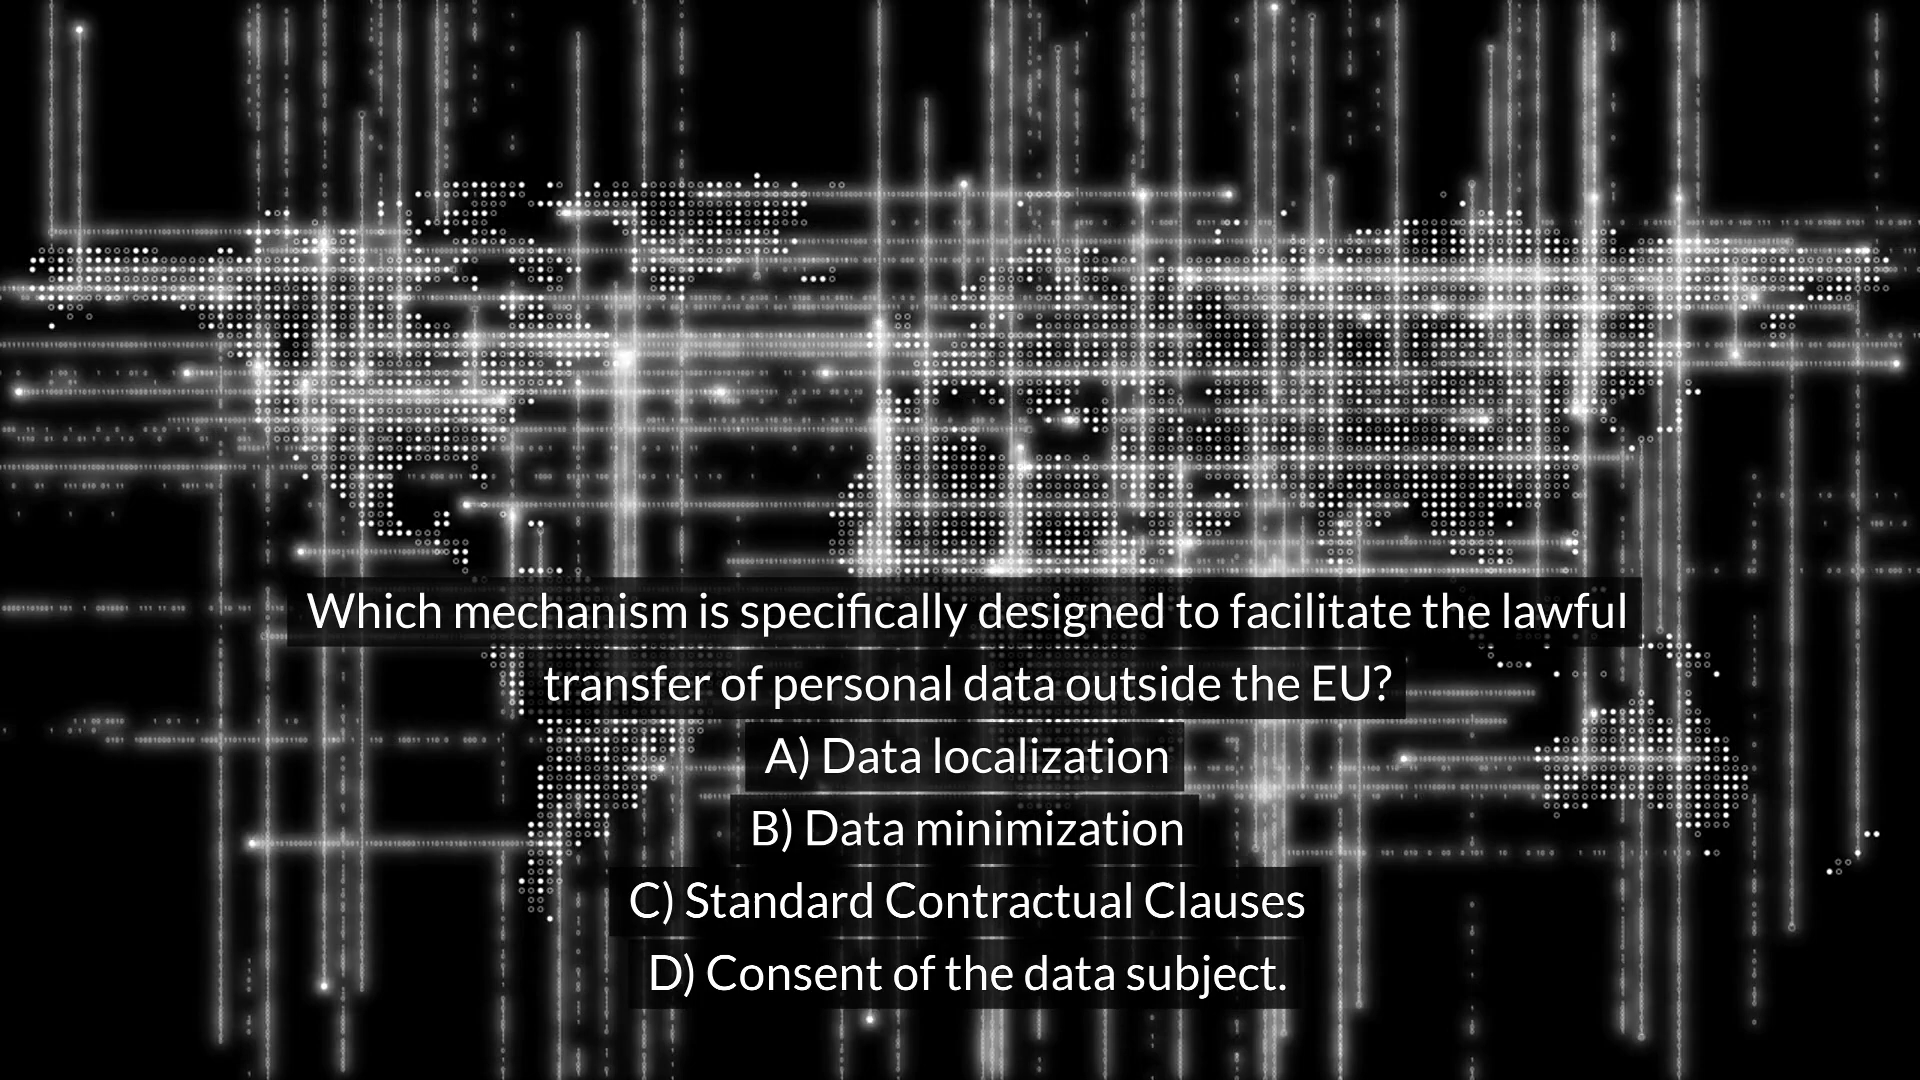 Which mechanism is specifically designed to facilitate the lawful
transfer of personal data outside the EU?
A) Data localization
B) Data minimization
C) Standard Contractual Clauses
D) Consent of the data subject.